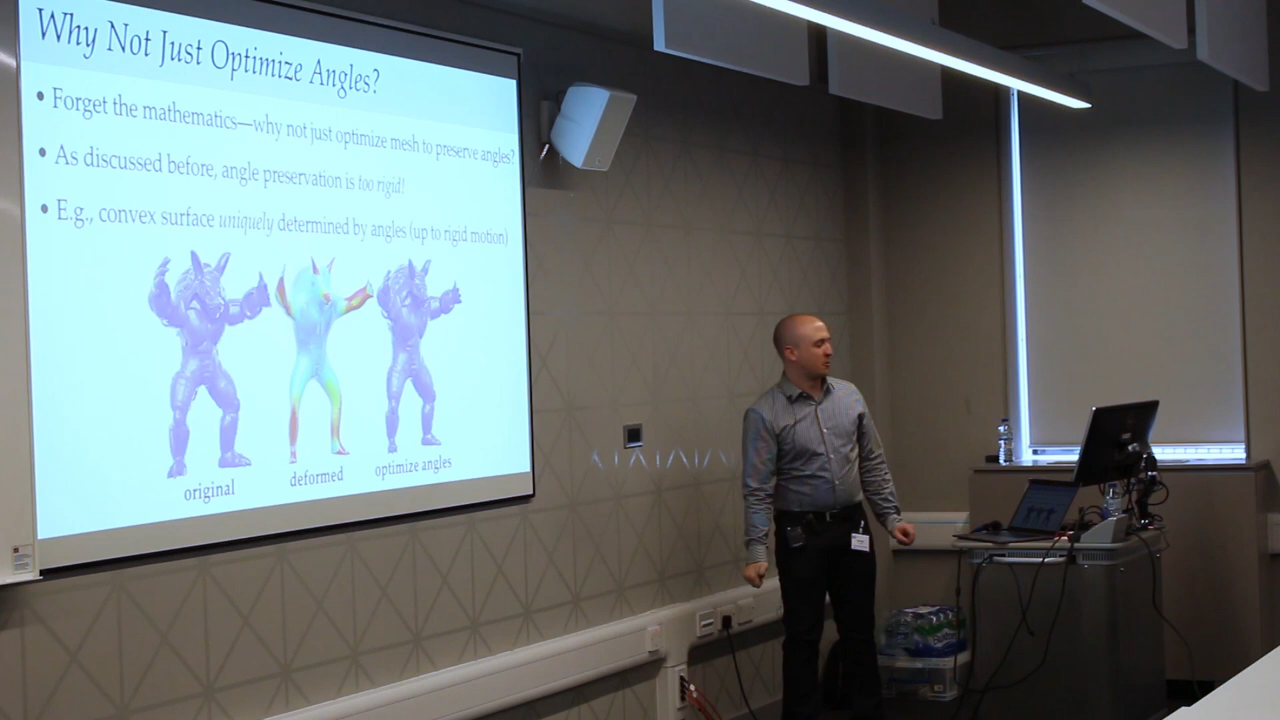 Why Not Just Optimize Angles?
• Forget the mathematics—why not just optimize mesh to preserve angles?
• As discussed before, angle preservation is too rigid!
• E.g., convex surface uniquely determined by angles (up to rigid motion)
original
deformed
optimize angles